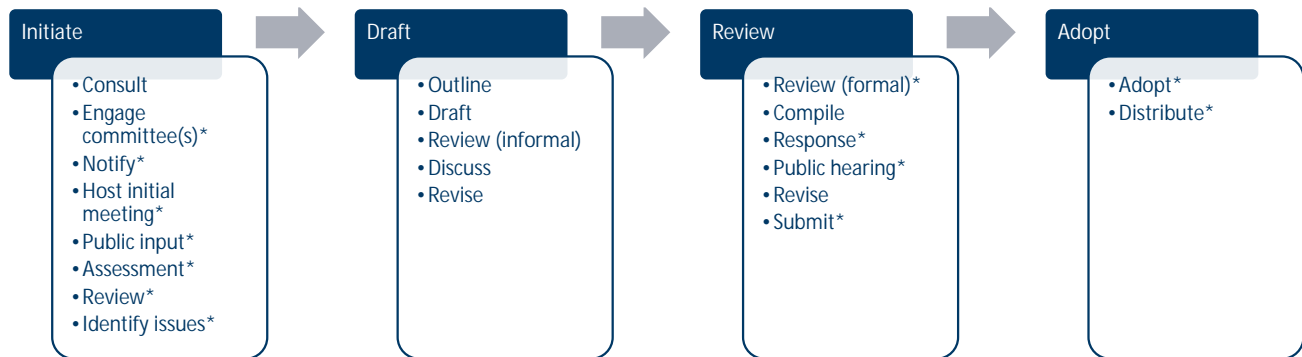 Initiate
• Consult
• Engage
committee(s)*
• Notify*
• Host initial
meeting*
• Public input*
• Assessment*
• Review*
• Identify issues*
Draft
• Outline
• Draft
• Review (informal)
• Discuss
• Revise
Review
• Review (formal)*
• Compile
• Response*
• Public hearing*
• Revise
• Submit*
Adopt
• Adopt*
• Distribute*